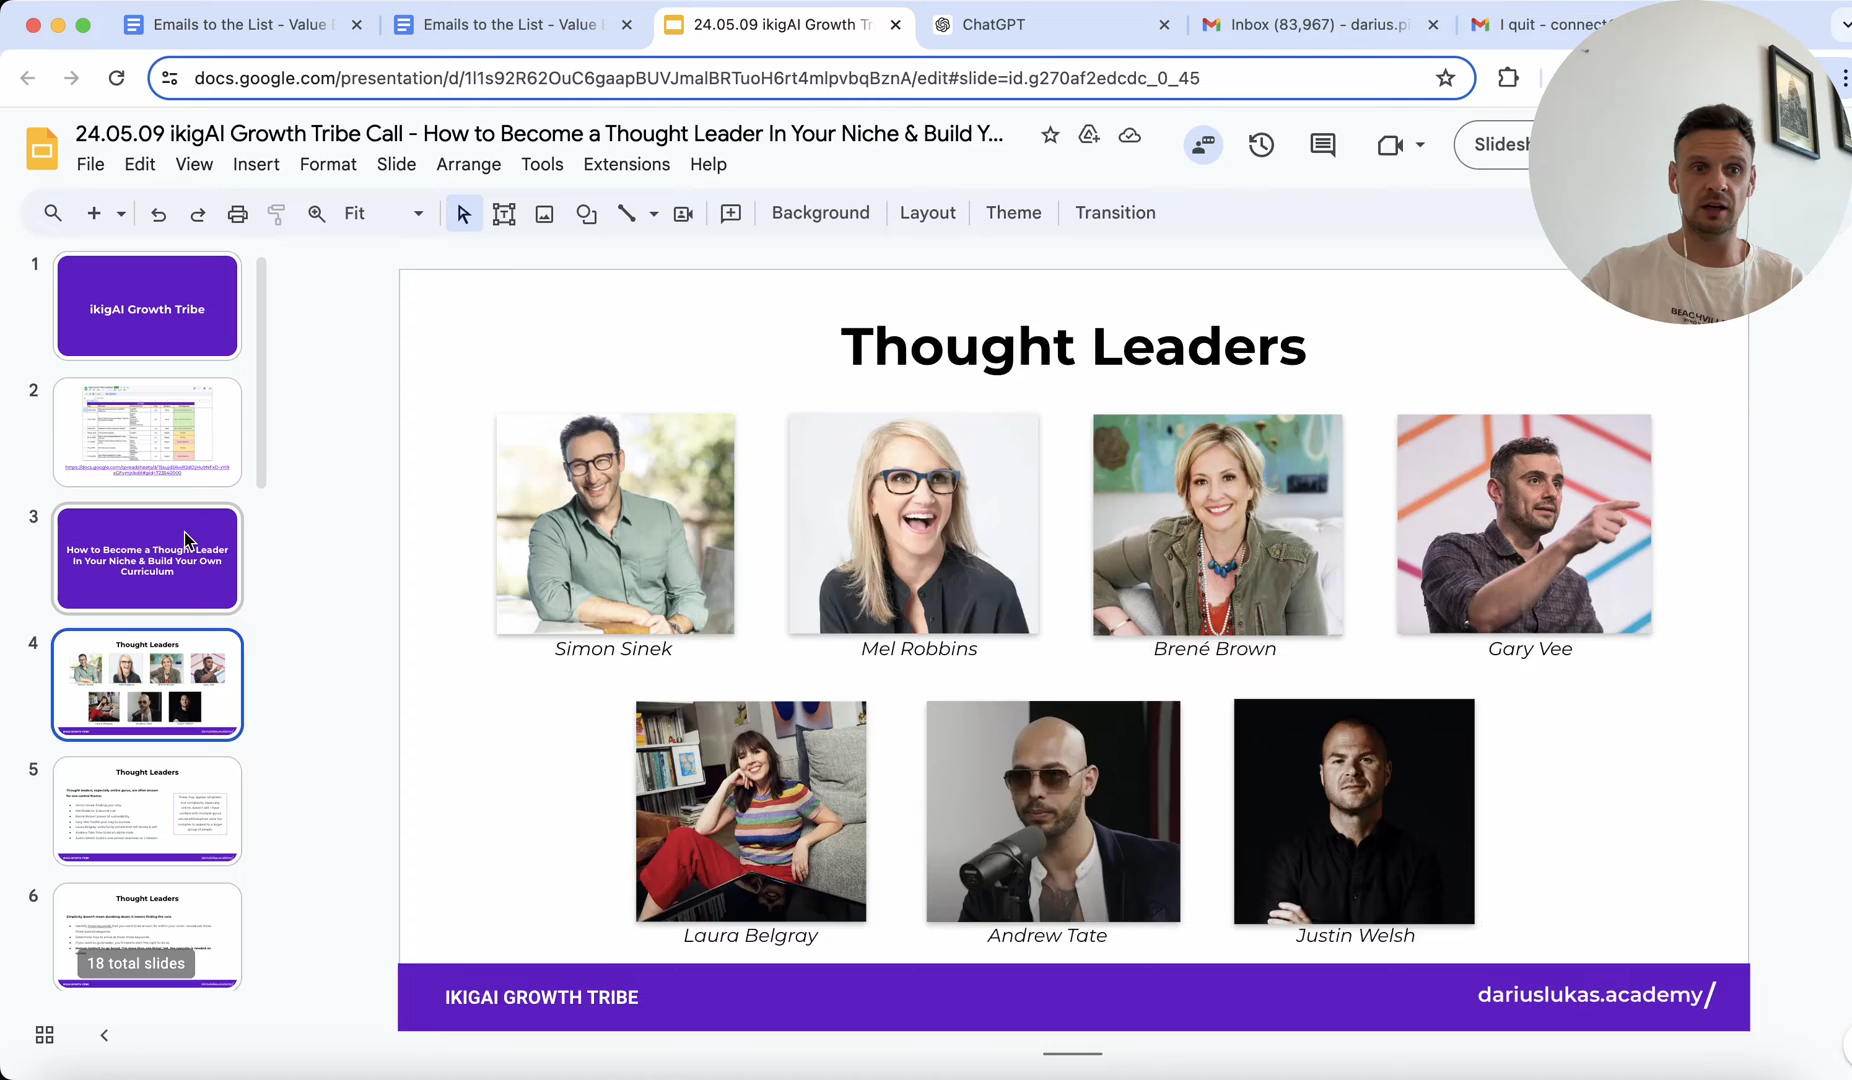 Emails to the List - Value E
Emails to the List - Value E
24.05.09 ikigAI Growth Tr
ChatGPT
Inbox (83,967) - darius.pi
I quit - connect
docs.google.com/presentation/d/1l1s92R62OuC6gaapBUVJmalBRTuoH6rt4mlpvbqBznA/edit#slide=id.g270af2edcdc_0_45
24.05.09 ikigAI Growth Tribe Call - How to Become a Thought Leader In Your Niche & Build Y...
File Edit View Insert Format Slide Arrange Tools Extensions Help
Slidesh
Fit
Background Layout Theme Transition
1
ikigAI Growth Tribe
2
3
How to Become a Thought Leader
In Your Niche & Build Your Own
Curriculum
4
Thought Leaders
5
Thought Leaders
6
Thought Leaders
18 total slides
Thought Leaders
Simon Sinek
Mel Robbins
Brené Brown
Gary Vee
Laura Belgray
Andrew Tate
Justin Welsh
IKIGAI GROWTH TRIBE
dariuslukas.academy/